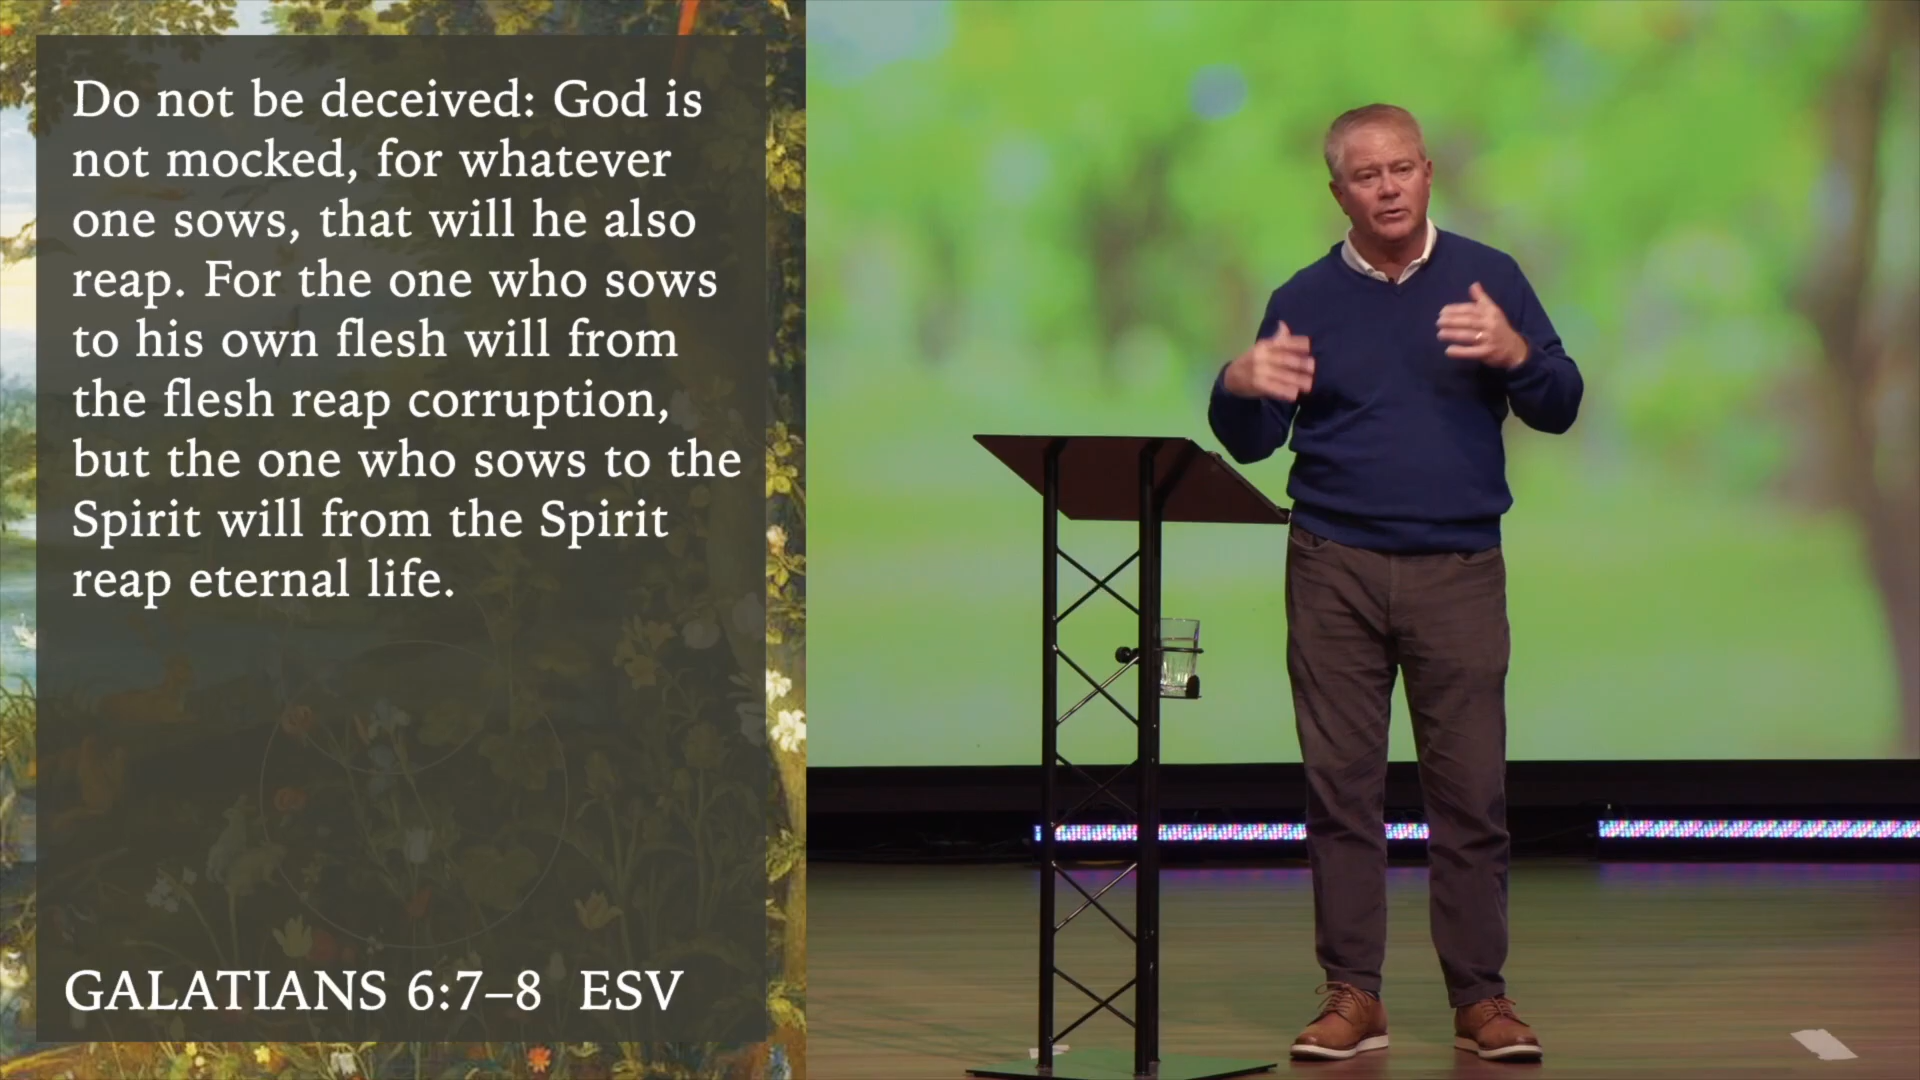 Do not be deceived: God is
not mocked, for whatever
one sows, that will he also
reap. For the one who sows
to his own flesh will from
the flesh reap corruption,
but the one who sows to the
Spirit will from the Spirit
reap eternal life.
GALATIANS 6:7–8 ESV